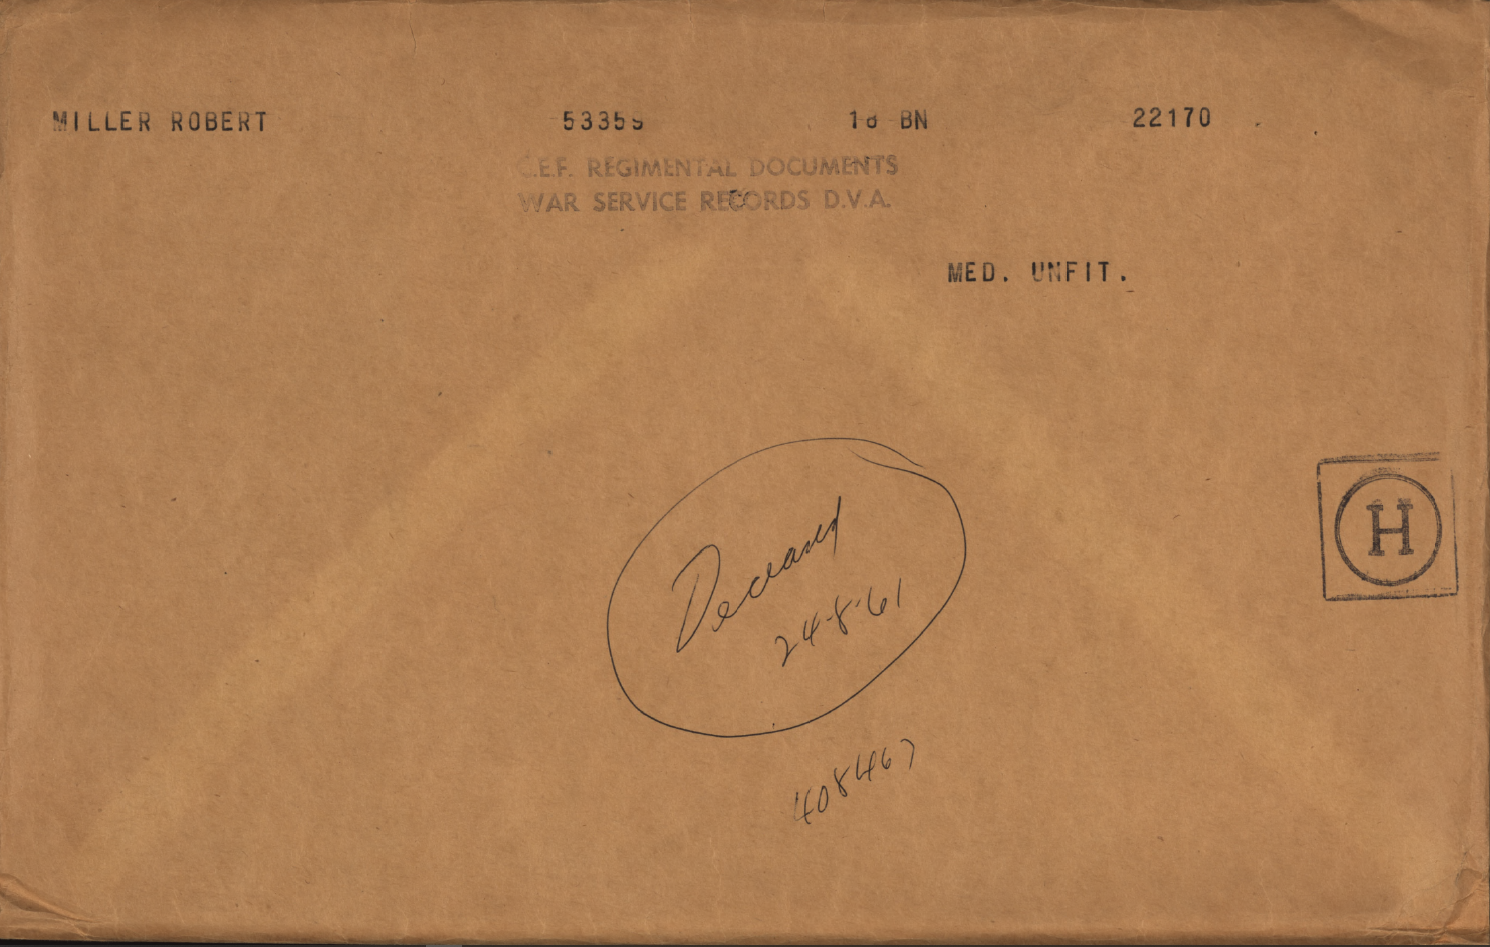 MILLER ROBERT 53359 18 BN 22170
C.E.F. REGIMENTAL DOCUMENTS
WAR SERVICE RECORDS D.V.A.
MED. UNFIT.
H
Deceased
24-8-61
408467